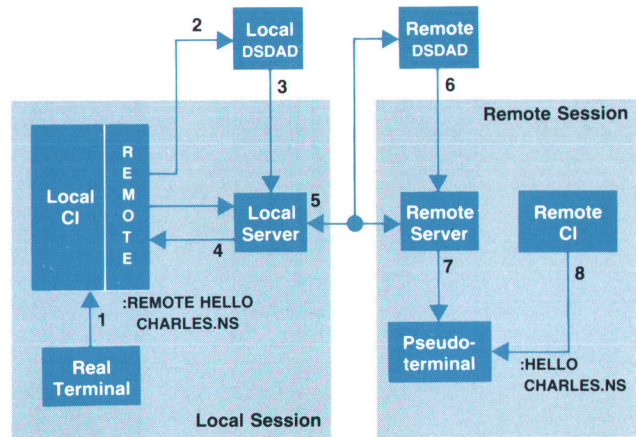 2
Local
DSDAD
Remote
DSDAD
3
6
Remote Session
R
E
M
O
T
E
Local
CI
Local
Server
5
Remote
Server
Remote
CI
4
7
8
:REMOTE HELLO
CHARLES.NS
1
Pseudo-
terminal
:HELLO
CHARLES.NS
Real
Terminal
Local Session